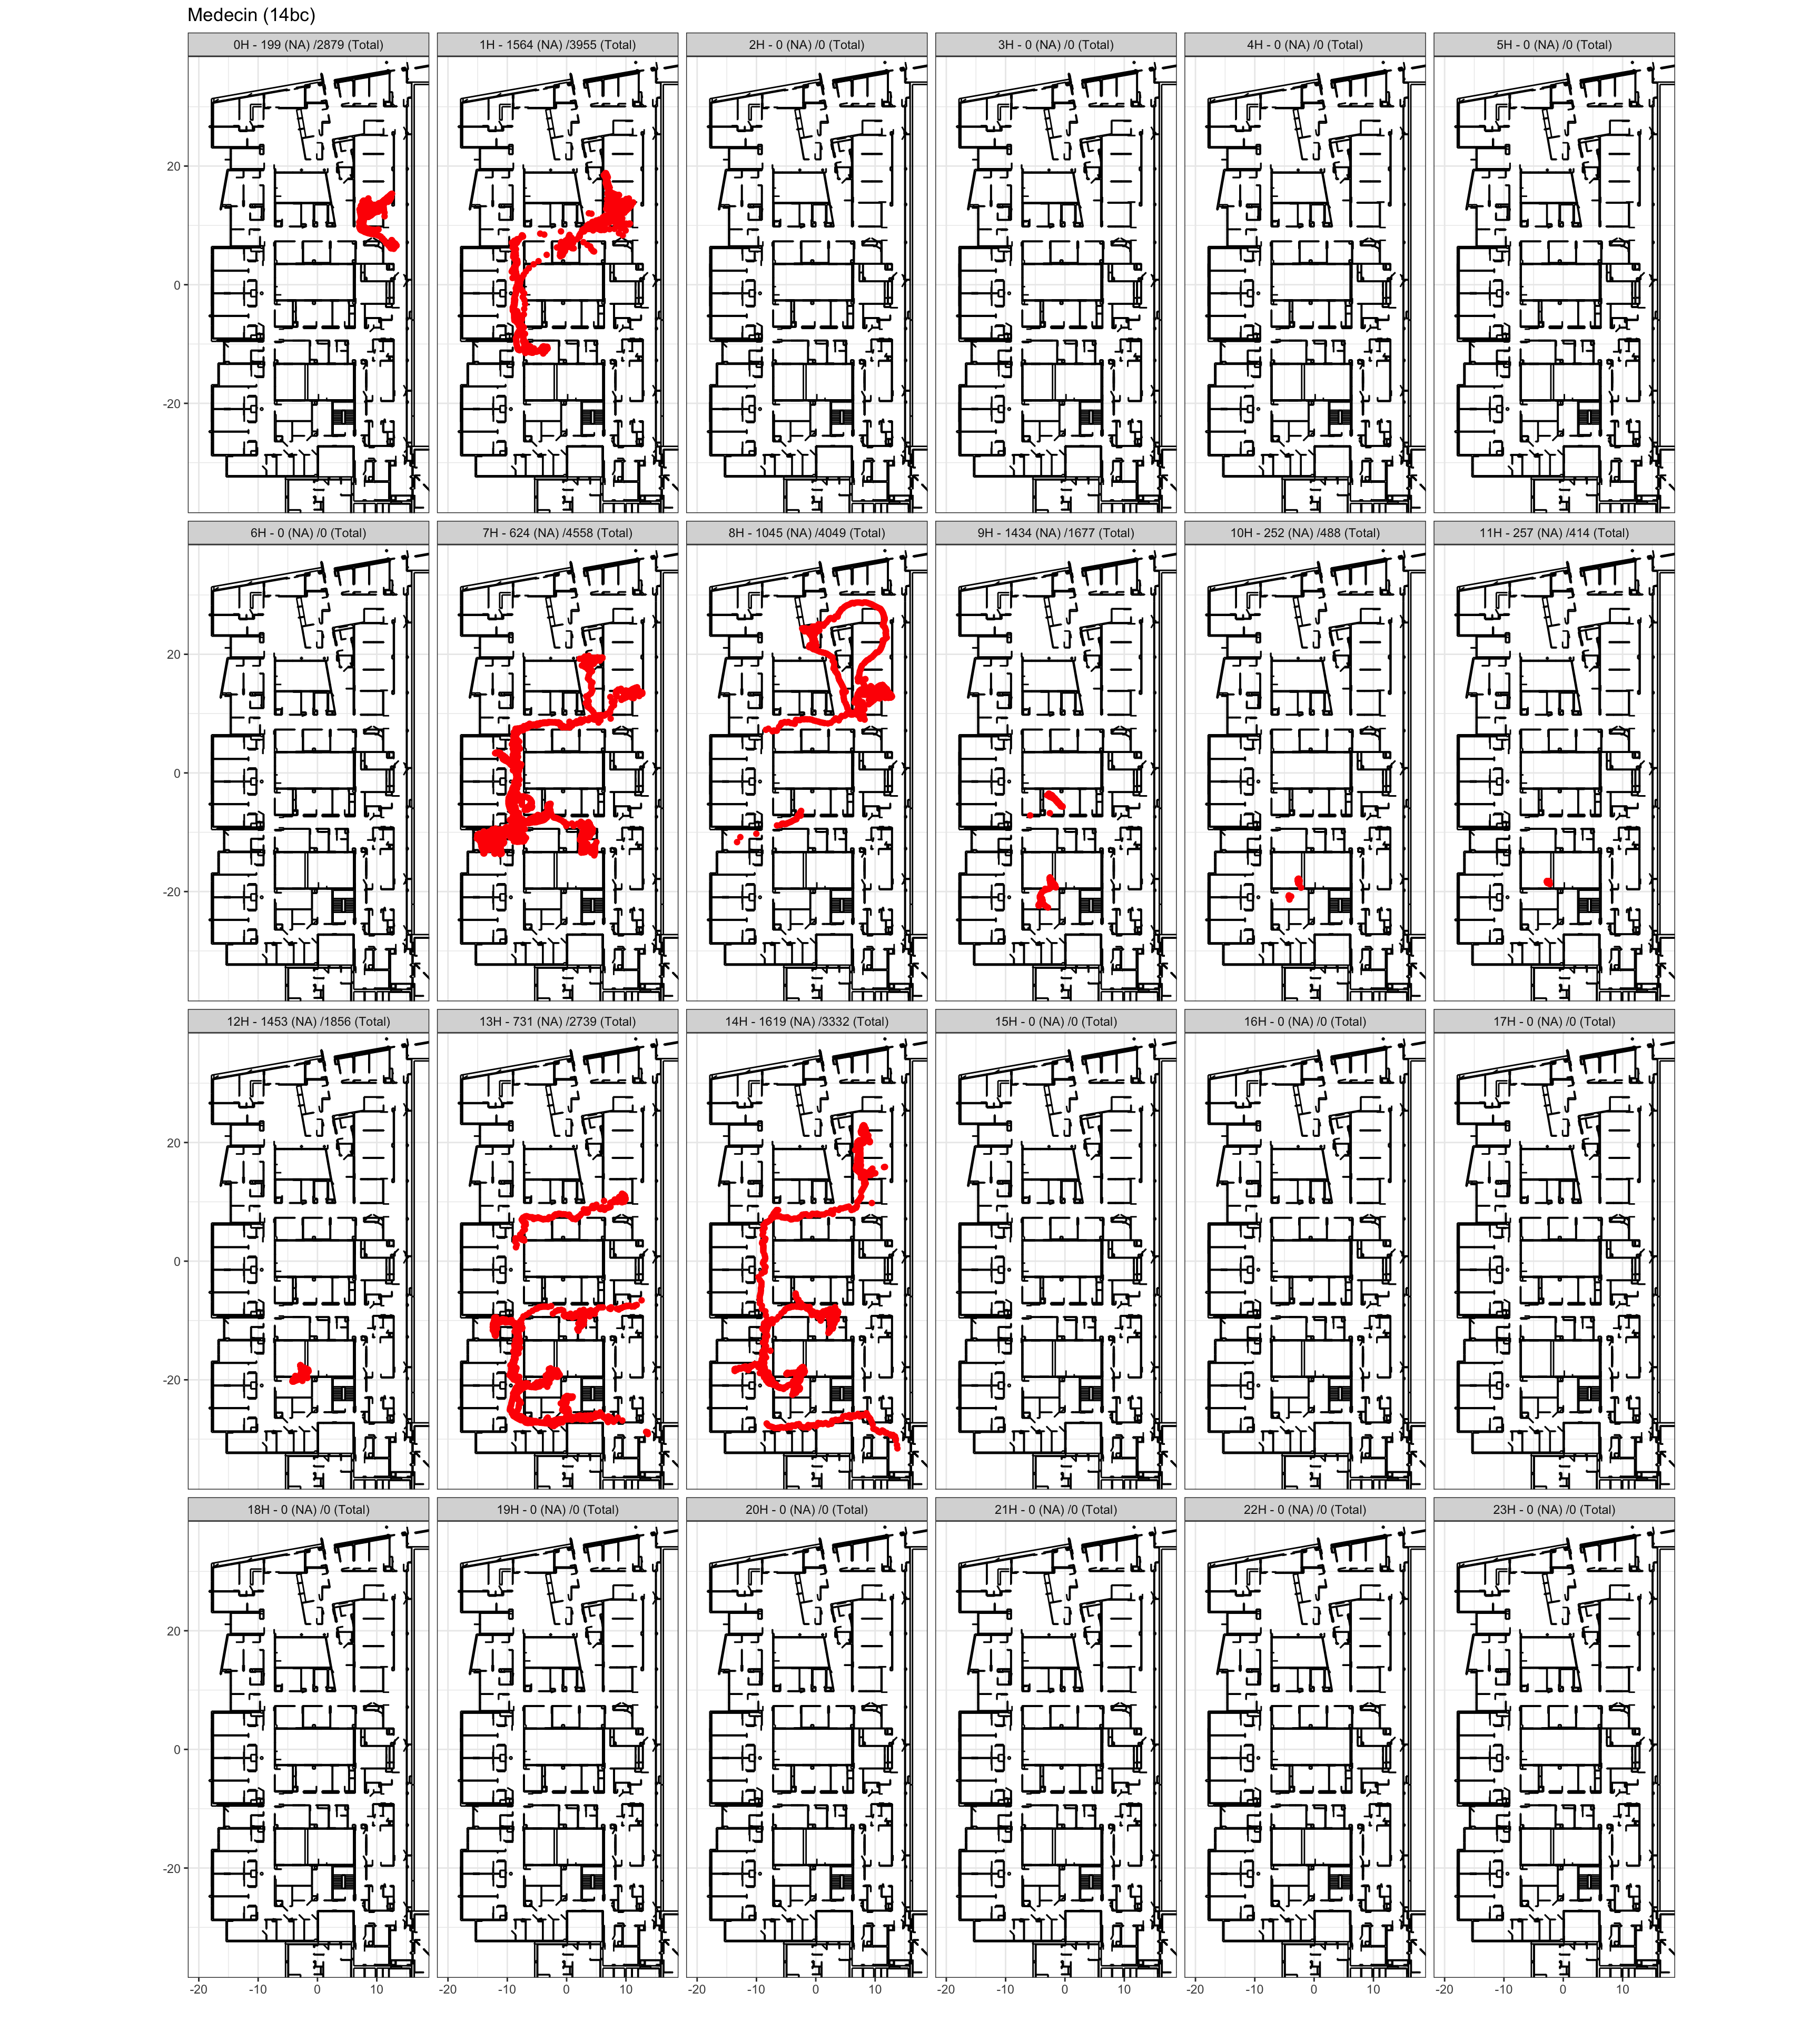 Medecin (14bc)
0H - 199 (NA) /2879 (Total)
1H - 1564 (NA) /3955 (Total)
2H - 0 (NA) /0 (Total)
3H - 0 (NA) /0 (Total)
4H - 0 (NA) /0 (Total)
5H - 0 (NA) /0 (Total)
20
0
-20
6H - 0 (NA) /0 (Total)
7H - 624 (NA) /4558 (Total)
8H - 1045 (NA) /4049 (Total)
9H - 1434 (NA) /1677 (Total)
10H - 252 (NA) /488 (Total)
11H - 257 (NA) /414 (Total)
20
0
-20
12H - 1453 (NA) /1856 (Total)
13H - 731 (NA) /2739 (Total)
14H - 1619 (NA) /3332 (Total)
15H - 0 (NA) /0 (Total)
16H - 0 (NA) /0 (Total)
17H - 0 (NA) /0 (Total)
20
0
-20
18H - 0 (NA) /0 (Total)
19H - 0 (NA) /0 (Total)
20H - 0 (NA) /0 (Total)
21H - 0 (NA) /0 (Total)
22H - 0 (NA) /0 (Total)
23H - 0 (NA) /0 (Total)
20
0
-20
-20 -10 0 10
-20 -10 0 10
-20 -10 0 10
-20 -10 0 10
-20 -10 0 10
-20 -10 0 10